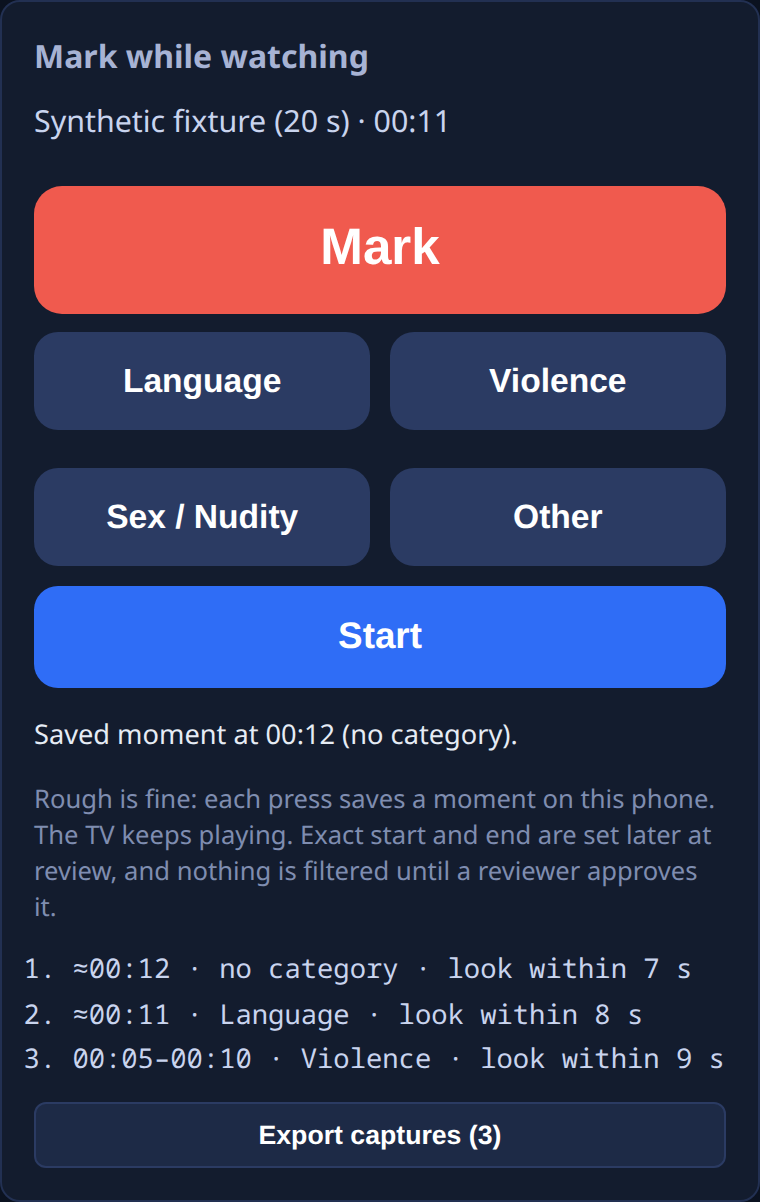 Mark while watching
Synthetic fixture (20 s) · 00:11
Mark
Language
Violence
Sex / Nudity
Other
Start
Saved moment at 00:12 (no category).
Rough is fine: each press saves a moment on this phone.
The TV keeps playing. Exact start and end are set later at
review, and nothing is filtered until a reviewer approves
it.
1. ≈00:12 · no category · look within 7 s
2. ≈00:11 · Language · look within 8 s
3. 00:05–00:10 · Violence · look within 9 s
Export captures (3)